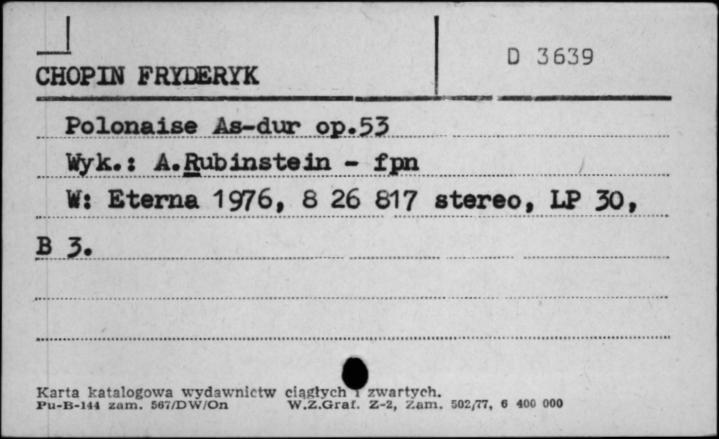 D 3639
CHOPIN FRYDERYK
Polonaise As-dur op.53
Wyk.: A.Rubinstein - fpn
W: Eterna 1976, 8 26 817 stereo, LP 30,
B 3.
Karta katalogowa wydawnictw ciągłych i zwartych.
Pu-B-144 zam. 567/DW/On W.Z.Graf. Z-2, Zam. 502/77, 6 400 000